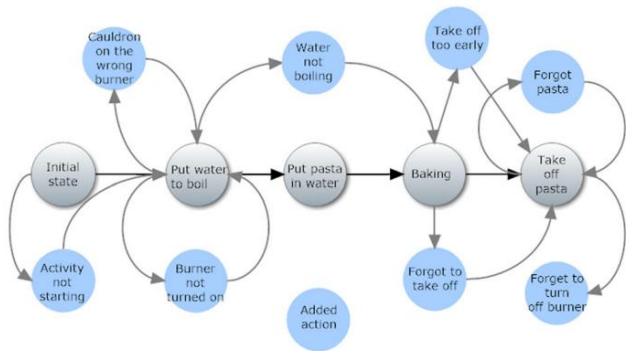 Cauldron
on the
wrong
burner
Water
not
boiling
Take off
too early
Forgot
pasta
Initial
state
Put water
to boil
Put pasta
in water
Baking
Take
off
pasta
Activity
not
starting
Burner
not
turned on
Added
action
Forgot to
take off
Forget to
turn
off burner